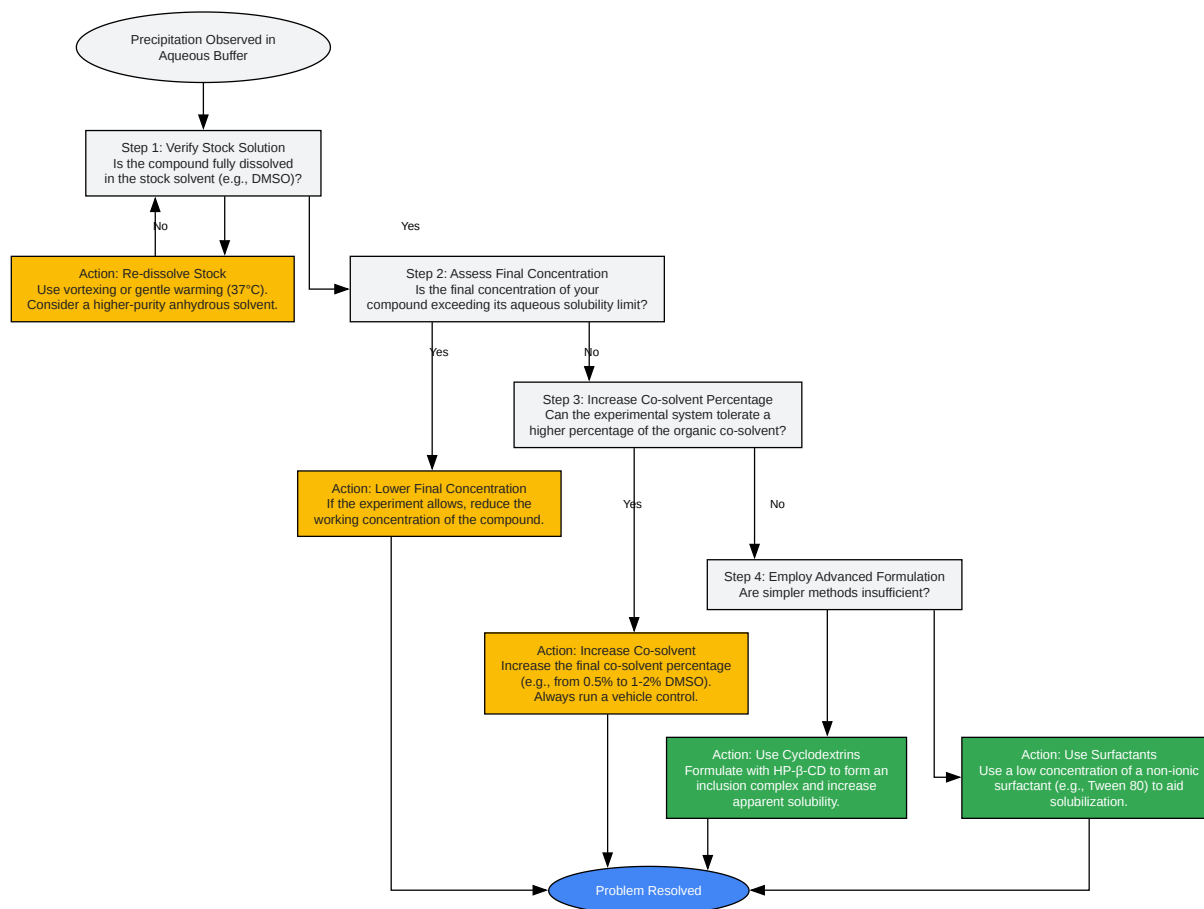 Precipitation Observed in
Aqueous Buffer
Step 1: Verify Stock Solution
Is the compound fully dissolved
in the stock solvent (e.g., DMSO)?
No
Yes
Action: Re-dissolve Stock
Use vortexing or gentle warming (37°C).
Consider a higher-purity anhydrous solvent.
Step 2: Assess Final Concentration
Is the final concentration of your
compound exceeding its aqueous solubility limit?
Yes
No
Step 3: Increase Co-solvent Percentage
Can the experimental system tolerate a
higher percentage of the organic co-solvent?
Action: Lower Final Concentration
If the experiment allows, reduce the
working concentration of the compound.
Yes
No
Step 4: Employ Advanced Formulation
Are simpler methods insufficient?
Action: Increase Co-solvent
Increase the final co-solvent percentage
(e.g., from 0.5% to 1-2% DMSO).
Always run a vehicle control.
Action: Use Cyclodextrins
Formulate with HP-β-CD to form an
inclusion complex and increase
apparent solubility.
Action: Use Surfactants
Use a low concentration of a non-ionic
surfactant (e.g., Tween 80) to aid
solubilization.
Problem Resolved